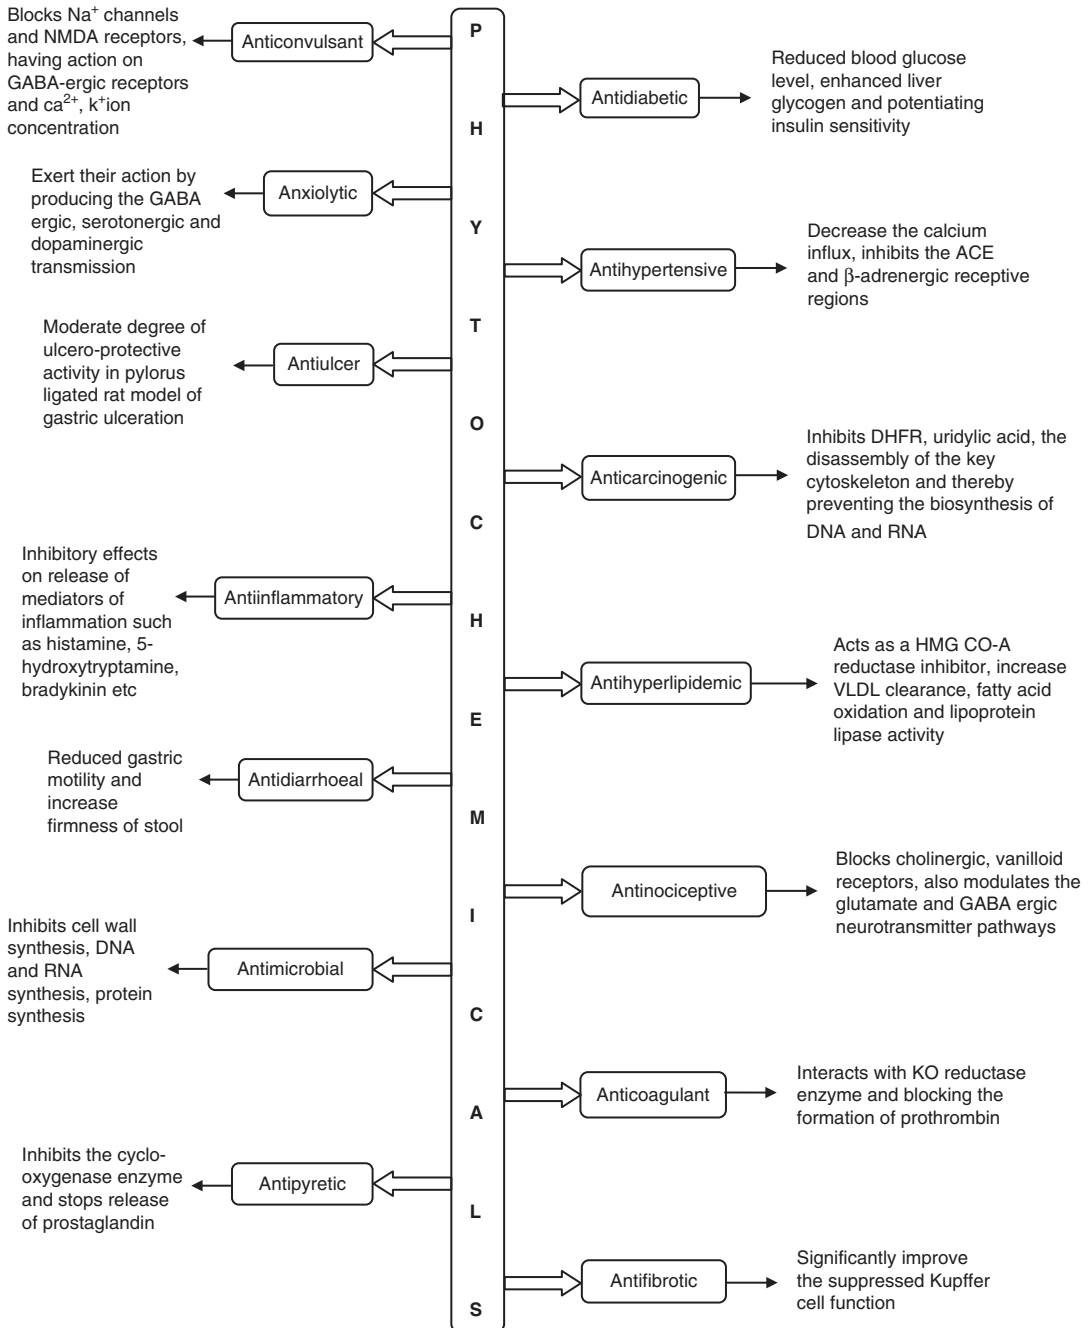 Blocks Na⁺ channels
and NMDA receptors,
having action on
GABA-ergic receptors
and ca²⁺, k⁺ion
concentration
Anticonvulsant
Exert their action by
producing the GABA
ergic, serotonergic and
dopaminergic
transmission
Anxiolytic
Moderate degree of
ulcero-protective
activity in pylorus
ligated rat model of
gastric ulceration
Antiulcer
Inhibitory effects
on release of
mediators of
inflammation such
as histamine, 5-
hydroxytryptamine,
bradykinin etc
Antiinflammatory
Reduced gastric
motility and
increase
firmness of stool
Antidiarrhoeal
Inhibits cell wall
synthesis, DNA
and RNA
synthesis, protein
synthesis
Antimicrobial
Inhibits the cyclo-
oxygenase enzyme
and stops release
of prostaglandin
Antipyretic
P
H
Y
T
O
C
H
E
M
I
C
A
L
S
Antidiabetic
Reduced blood glucose
level, enhanced liver
glycogen and potentiating
insulin sensitivity
Antihypertensive
Decrease the calcium
influx, inhibits the ACE
and β-adrenergic receptive
regions
Anticarcinogenic
Inhibits DHFR, uridylic acid, the
disassembly of the key
cytoskeleton and thereby
preventing the biosynthesis of
DNA and RNA
Antihyperlipidemic
Acts as a HMG CO-A
reductase inhibitor, increase
VLDL clearance, fatty acid
oxidation and lipoprotein
lipase activity
Antinociceptive
Blocks cholinergic, vanilloid
receptors, also modulates the
glutamate and GABA ergic
neurotransmitter pathways
Anticoagulant
Interacts with KO reductase
enzyme and blocking the
formation of prothrombin
Antifibrotic
Significantly improve
the suppressed Kupffer
cell function